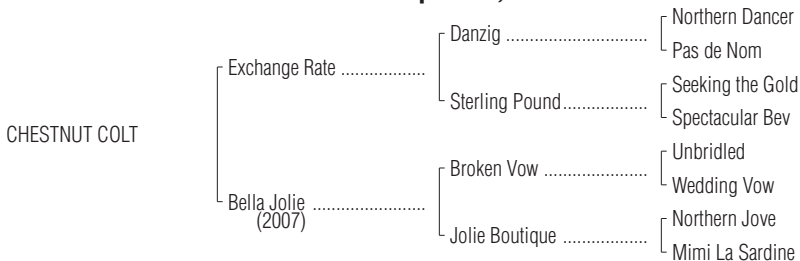 Northern Dancer
Danzig ..............................
Pas de Nom
Exchange Rate ..................
Seeking the Gold
Sterling Pound..................
Spectacular Bev
CHESTNUT COLT
Unbridled
Broken Vow ......................
Wedding Vow
Bella Jolie ........................
(2007)
Northern Jove
Jolie Boutique ..................
Mimi La Sardine